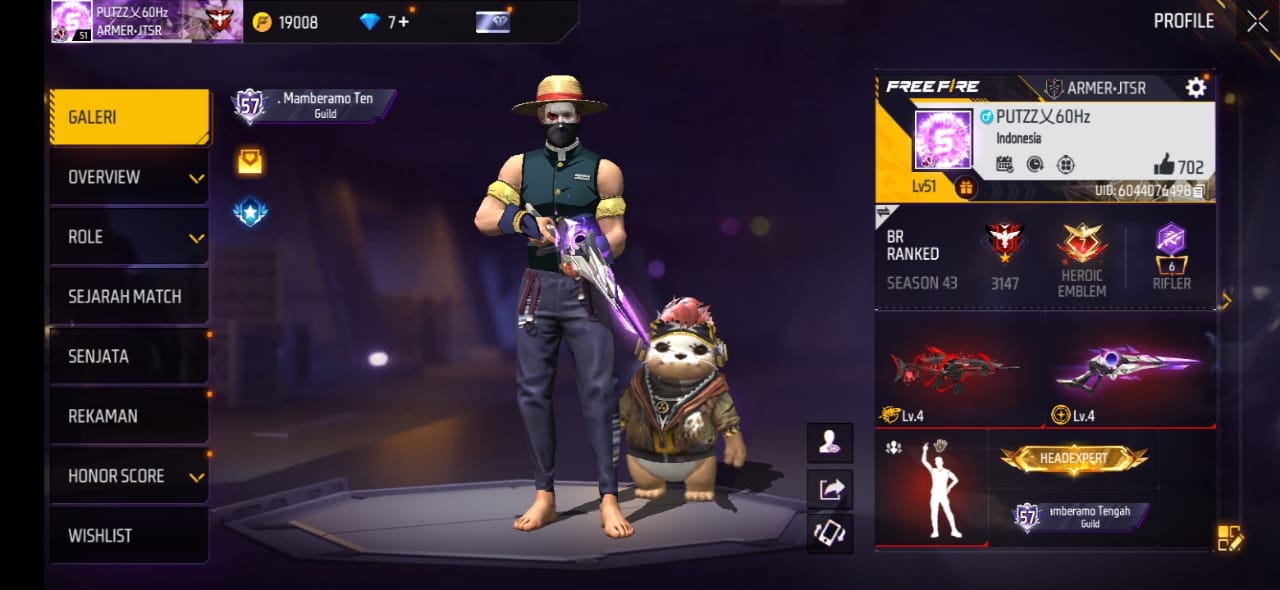 PUTZZ乂60Hz
51
ARMER•JTSR
19008
7+
PROFILE
GALERI
OVERVIEW
ROLE
SEJARAH MATCH
SENJATA
REKAMAN
HONOR SCORE
WISHLIST
57
. Mamberamo Ten
Guild
FREE FIRE
ARMER•JTSR
S
PUTZZ乂60Hz
Indonesia
702
Lv51
UID: 6044076498
BR
RANKED
SEASON 43
3147
7
HEROIC
EMBLEM
6
RIFLER
Lv.4
Lv.4
HEADEXPERT
57
amberamo Tengah
Guild